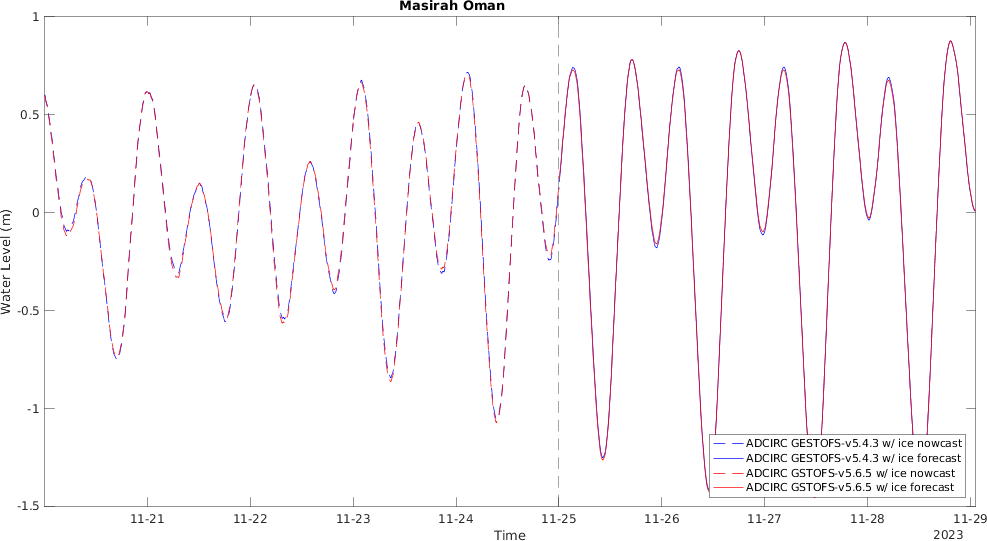 Masirah Oman
Water Level (m)
1
0.5
0
-0.5
-1
-1.5
ADCIRC GESTOFS-v5.4.3 w/ ice nowcast
ADCIRC GESTOFS-v5.4.3 w/ ice forecast
ADCIRC GSTOFS-v5.6.5 w/ ice nowcast
ADCIRC GSTOFS-v5.6.5 w/ ice forecast
11-21 11-22 11-23 11-24 11-25 11-26 11-27 11-28 11-29
Time
2023